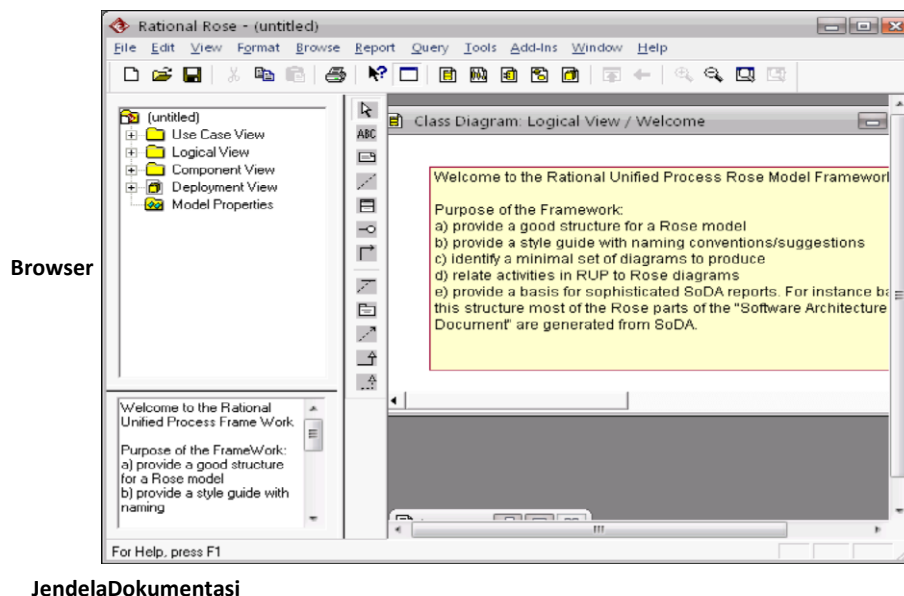 Rational Rose - (untitled)
File Edit View Format Browse Report Query Tools Add-Ins Window Help
(untitled)
Use Case View
Logical View
Component View
Deployment View
Model Properties
ABC
Class Diagram: Logical View / Welcome
Welcome to the Rational Unified Process Rose Model Framework
Purpose of the Framework:
a) provide a good structure for a Rose model
b) provide a style guide with naming conventions/suggestions
c) identify a minimal set of diagrams to produce
d) relate activities in RUP to Rose diagrams
e) provide a basis for sophisticated SoDA reports. For instance ba
this structure most of the Rose parts of the "Software Architecture
Document" are generated from SoDA.
Browser
Welcome to the Rational
Unified Process Frame Work
Purpose of the FrameWork:
a) provide a good structure
for a Rose model
b) provide a style guide with
naming
For Help, press F1
JendelaDokumentasi